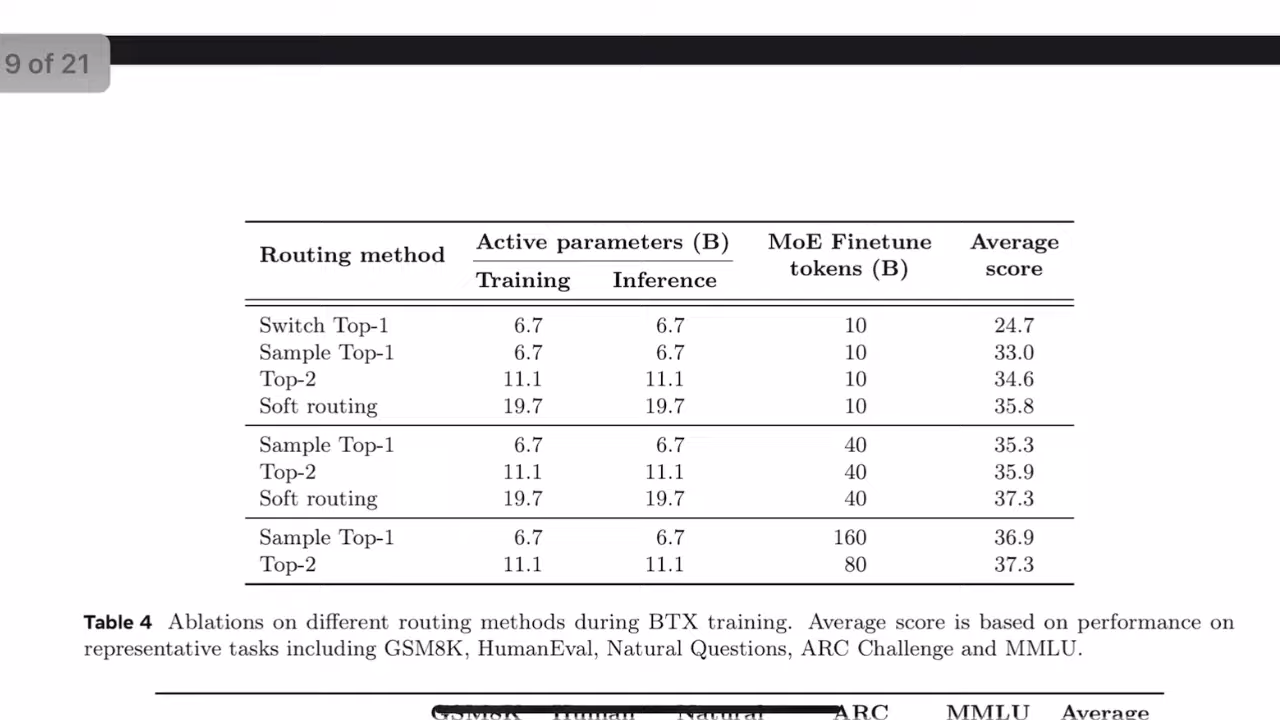 9 of 21
Routing method Active parameters (B) MoE Finetune tokens (B) Average score
Training Inference
Switch Top-1 6.7 6.7 10 24.7
Sample Top-1 6.7 6.7 10 33.0
Top-2 11.1 11.1 10 34.6
Soft routing 19.7 19.7 10 35.8
Sample Top-1 6.7 6.7 40 35.3
Top-2 11.1 11.1 40 35.9
Soft routing 19.7 19.7 40 37.3
Sample Top-1 6.7 6.7 160 36.9
Top-2 11.1 11.1 80 37.3
Table 4 Ablations on different routing methods during BTX training. Average score is based on performance on
representative tasks including GSM8K, HumanEval, Natural Questions, ARC Challenge and MMLU.
GSM8K Human Natural ARC MMLU Average